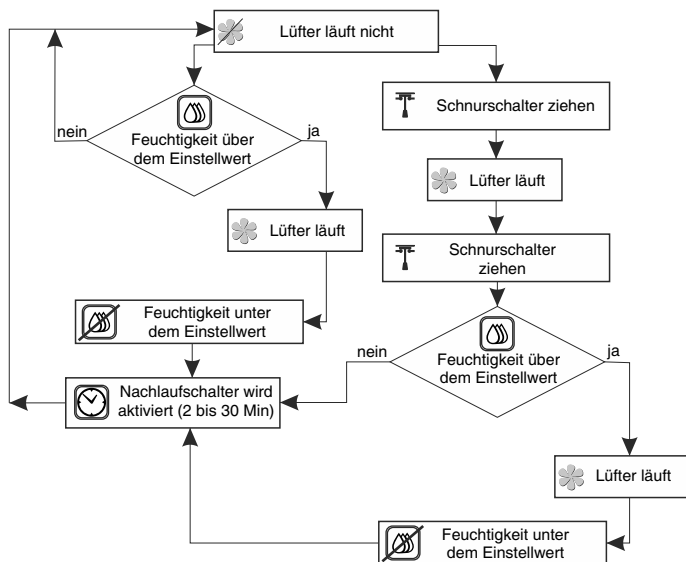 Lüfter läuft nicht
Schnurschalter ziehen
nein
Feuchtigkeit über
dem Einstellwert
ja
Lüfter läuft
Lüfter läuft
Schnurschalter
ziehen
Feuchtigkeit unter
dem Einstellwert
nein
Feuchtigkeit über
dem Einstellwert
ja
Nachlaufschalter wird
aktiviert (2 bis 30 Min)
Lüfter läuft
Feuchtigkeit unter
dem Einstellwert